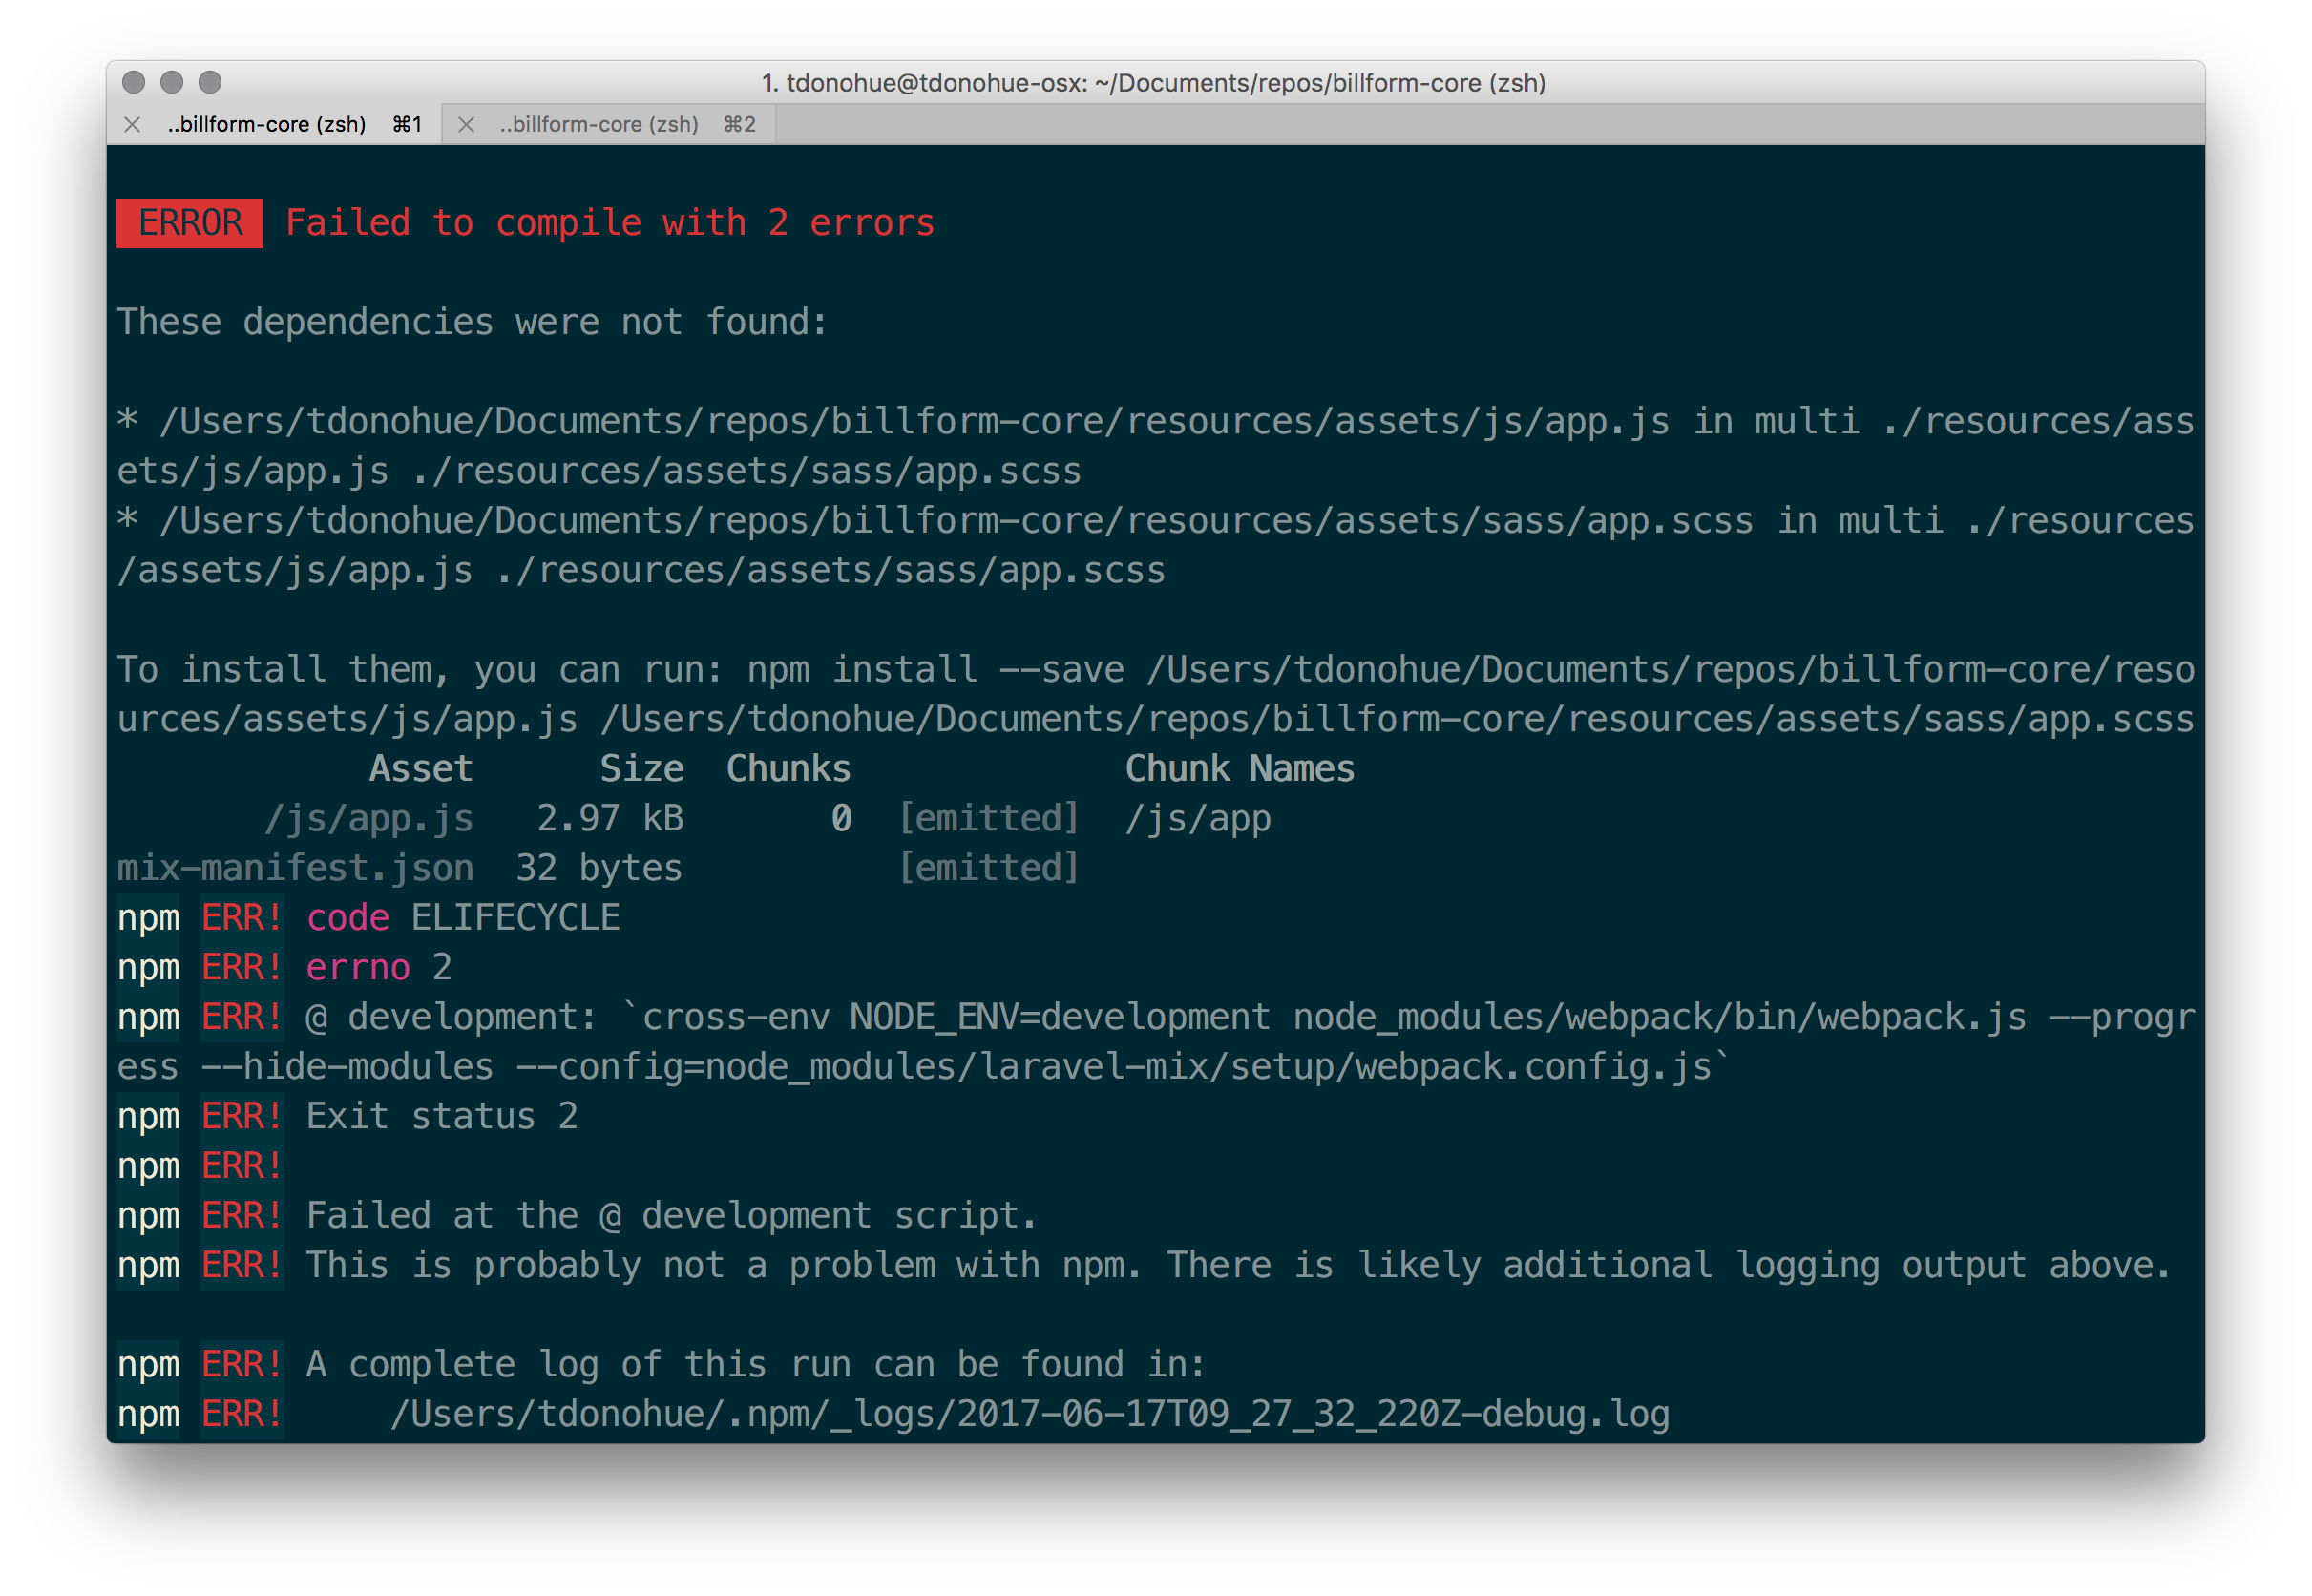 1. tdonohue@tdonohue-osx: ~/Documents/repos/billform-core (zsh)
..billform-core (zsh) ⌘1 ..billform-core (zsh) ⌘2
ERROR Failed to compile with 2 errors
These dependencies were not found:
* /Users/tdonohue/Documents/repos/billform-core/resources/assets/js/app.js in multi ./resources/ass
ets/js/app.js ./resources/assets/sass/app.scss
* /Users/tdonohue/Documents/repos/billform-core/resources/assets/sass/app.scss in multi ./resources
/assets/js/app.js ./resources/assets/sass/app.scss
To install them, you can run: npm install --save /Users/tdonohue/Documents/repos/billform-core/reso
urces/assets/js/app.js /Users/tdonohue/Documents/repos/billform-core/resources/assets/sass/app.scss
Asset Size Chunks Chunk Names
/js/app.js 2.97 kB 0 [emitted] /js/app
mix-manifest.json 32 bytes [emitted]
npm ERR! code ELIFECYCLE
npm ERR! errno 2
npm ERR! @ development: `cross-env NODE_ENV=development node_modules/webpack/bin/webpack.js --progr
ess --hide-modules --config=node_modules/laravel-mix/setup/webpack.config.js`
npm ERR! Exit status 2
npm ERR!
npm ERR! Failed at the @ development script.
npm ERR! This is probably not a problem with npm. There is likely additional logging output above.
npm ERR! A complete log of this run can be found in:
npm ERR! /Users/tdonohue/.npm/_logs/2017-06-17T09_27_32_220Z-debug.log